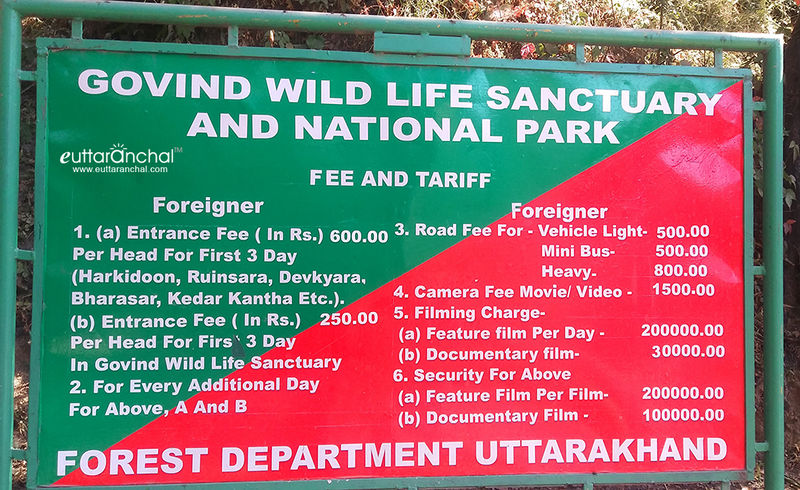 GOVIND WILD LIFE SANCTUARY
AND NATIONAL PARK
euttaranchal™
www.euttaranchal.com
FEE AND TARIFF
Foreigner
1. (a) Entrance Fee ( In Rs.) 600.00
Per Head For First 3 Day
(Harkidoon, Ruinsara, Devkyara,
Bharasar, Kedar Kantha Etc.).
(b) Entrance Fee ( In Rs.) 250.00
Per Head For Firs 3 Day
In Govind Wild Life Sanctuary
2. For Every Additional Day
For Above, A And B
Foreigner
3. Road Fee For - Vehicle Light- 500.00
Mini Bus- 500.00
Heavy- 800.00
4. Camera Fee Movie/ Video - 1500.00
5. Filming Charge-
(a) Feature film Per Day - 200000.00
(b) Documentary film- 30000.00
6. Security For Above
(a) Feature Film Per Film- 200000.00
(b) Documentary Film - 100000.00
FOREST DEPARTMENT UTTARAKHAND